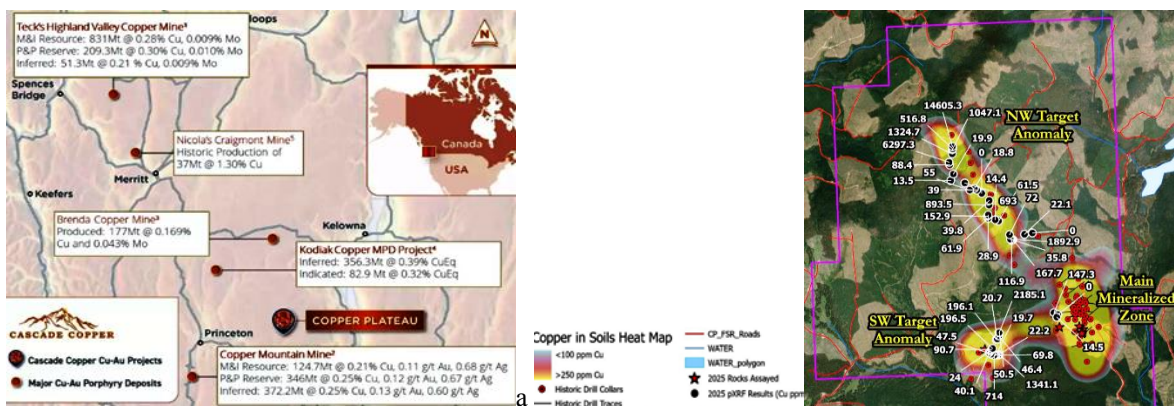 loops
Teck's Highland Valley Copper Mine³
M&I Resource: 831Mt @ 0.28% Cu, 0.009% Mo
P&P Reserve: 209.3Mt @ 0.30% Cu, 0.010% Mo
Inferred: 51.3Mt @ 0.21 % Cu, 0.009% Mo
N
Spences
Bridge
Nicola's Craigmont Mine⁵
Historic Production of
37Mt @ 1.30% Cu
Canada
USA
Merritt
Keefers
Brenda Copper Mine³
Produced: 177Mt @ 0.169%
Cu and 0.043% Mo
Kelowna
Kodiak Copper MPD Project⁴
Inferred: 356.3Mt @ 0.39% CuEq
Indicated: 82.9 Mt @ 0.32% CuEq
CASCADE COPPER
COPPER PLATEAU
Cascade Copper Cu-Au Projects
Major Cu-Au Porphyry Deposits
Princeton
Copper Mountain Mine²
M&I Resource: 124.7Mt @ 0.21% Cu, 0.11 g/t Au, 0.68 g/t Ag
P&P Reserve: 346Mt @ 0.25% Cu, 0.12 g/t Au, 0.67 g/t Ag
Inferred: 372.2Mt @ 0.25% Cu, 0.13 g/t Au, 0.60 g/t Ag
a
Copper in Soils Heat Map
<100 ppm Cu
>250 ppm Cu
Historic Drill Collars
Historic Drill Traces
CP_FSR_Roads
WATER
WATER_polygon
2025 Rocks Assayed
2025 pXRF Results (Cu ppm
NW Target
Anomaly
14605.3
1047.1
516.8
1324.7
19.9
6297.3
0
18.8
88.4
55
14.4
13.5
61.5
39
72
893.5
693
22.1
152.9
39.8
0
61.9
1892.9
28.9
35.8
167.7
147.3
116.9
0
Main
Mineralized
Zone
2185.1
20.7
196.1
19.7
196.5
SW Target
Anomaly
47.5
22.2
14.5
90.7
69.8
46.4
50.5
24
1341.1
40.1
714